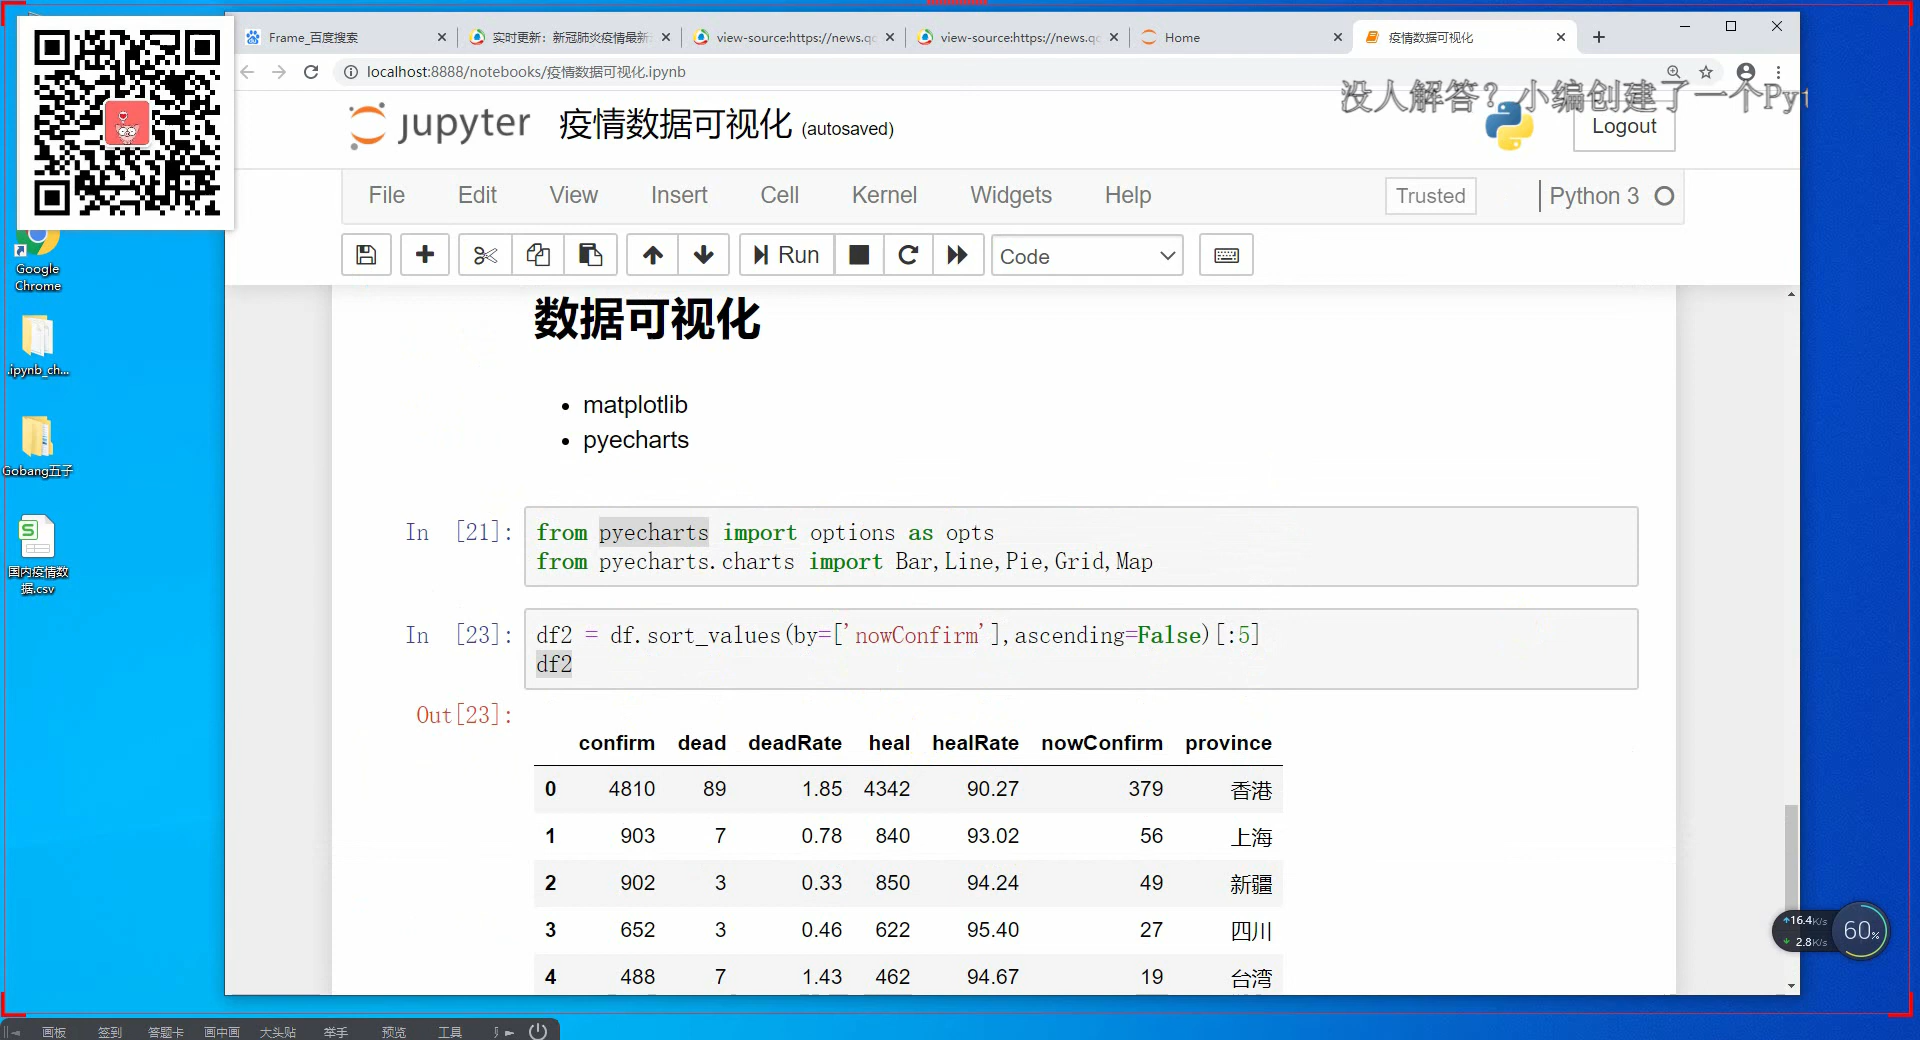 Frame_百度搜索
实时更新：新冠肺炎疫情最新
view-source:https://news.qc
view-source:https://news.qc
Home
疫情数据可视化
localhost:8888/notebooks/疫情数据可视化.ipynb
没人解答？小编创建了一个Pyt
jupyter 疫情数据可视化 (autosaved)
Logout
File Edit View Insert Cell Kernel Widgets Help Trusted Python 3
Run Code
Google
Chrome
.ipynb_ch...
Gobang五子
国内疫情数
据.csv
数据可视化
• matplotlib
• pyecharts
In [21]: from pyecharts import options as opts
from pyecharts.charts import Bar,Line,Pie,Grid,Map
In [23]: df2 = df.sort_values(by=['nowConfirm'],ascending=False)[:5]
df2
Out[23]:
confirm dead deadRate heal healRate nowConfirm province
0 4810 89 1.85 4342 90.27 379 香港
1 903 7 0.78 840 93.02 56 上海
2 902 3 0.33 850 94.24 49 新疆
3 652 3 0.46 622 95.40 27 四川
4 488 7 1.43 462 94.67 19 台湾
16.4K/s
2.8K/s
60%
画板 签到 答题卡 画中画 大头贴 举手 预览 工具